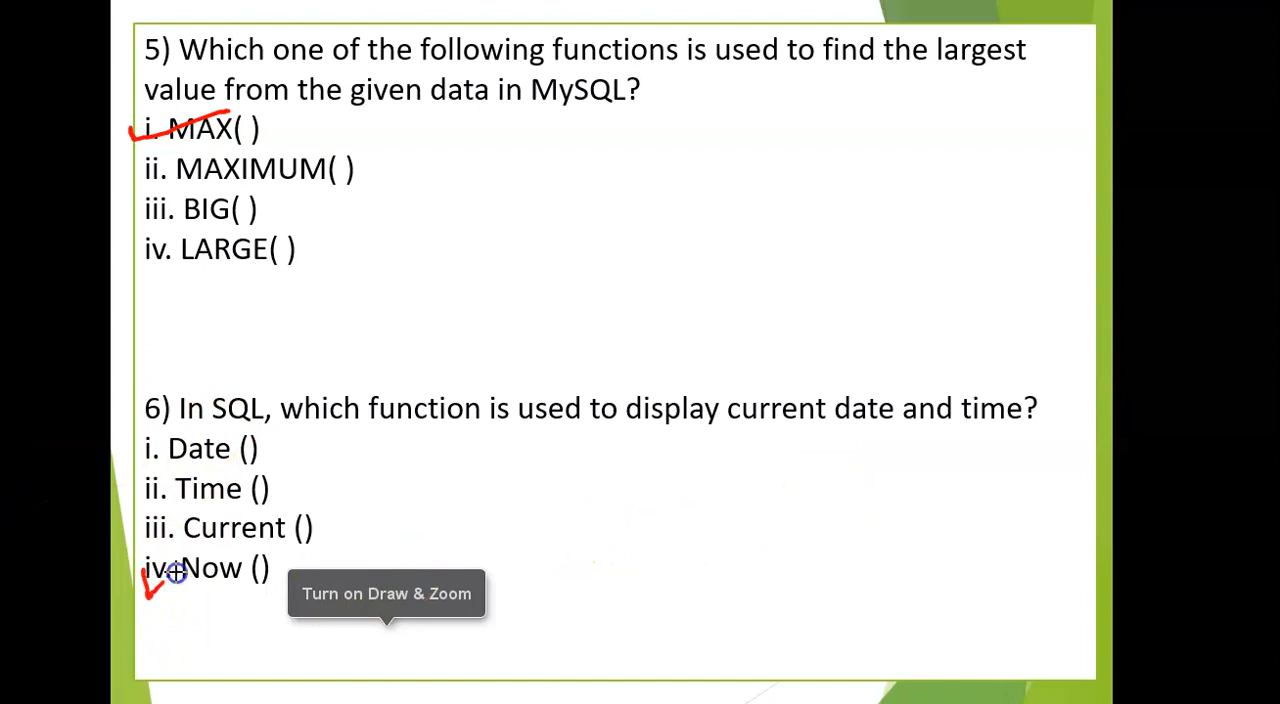 5) Which one of the following functions is used to find the largest
value from the given data in MySQL?
i. MAX( )
ii. MAXIMUM( )
iii. BIG( )
iv. LARGE( )
6) In SQL, which function is used to display current date and time?
i. Date ()
ii. Time ()
iii. Current ()
iv. Now ()
Turn on Draw & Zoom